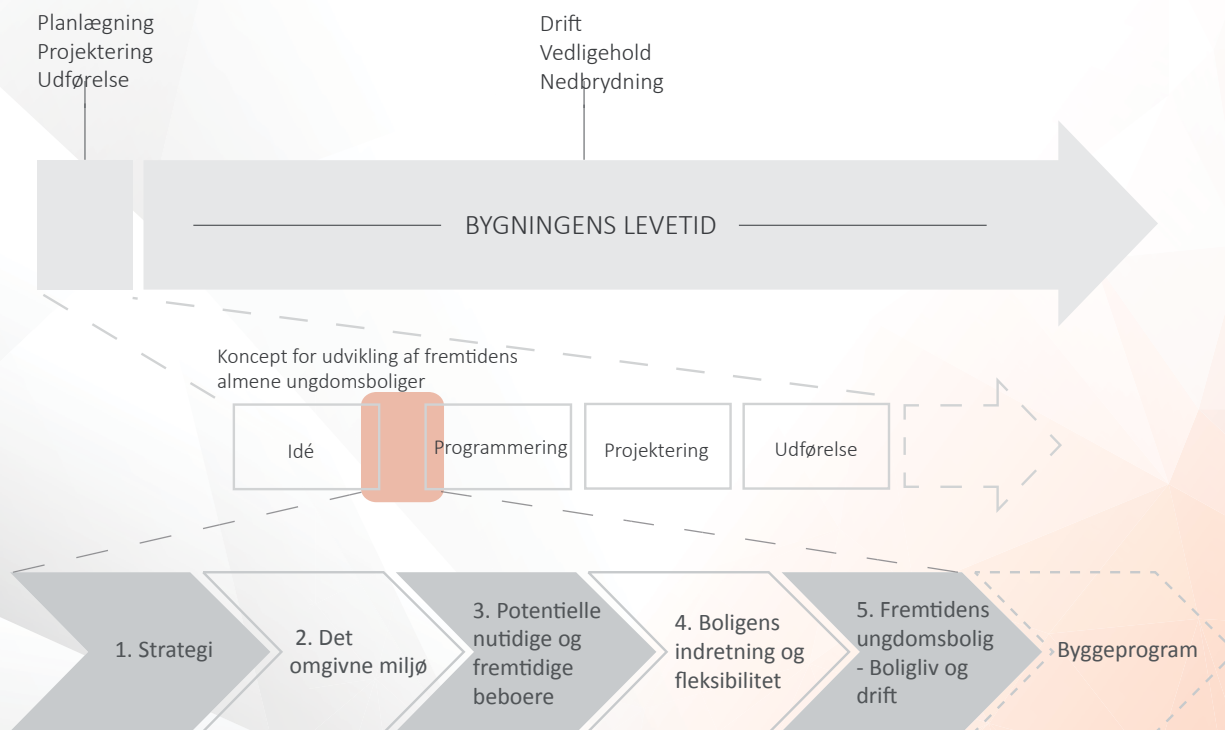 Planlægning
Projektering
Udførelse
Drift
Vedligehold
Nedbrydning
BYGNINGENS LEVETID
Koncept for udvikling af fremtidens
almene ungdomsboliger
Idé
Programmering
Projektering
Udførelse
1. Strategi
2. Det
omgivne miljø
3. Potentielle
nutidige og
fremtidige
beboere
4. Boligens
indretning og
fleksibilitet
5. Fremtidens
ungdomsbolig
- Boligliv og
drift
Byggeprogram